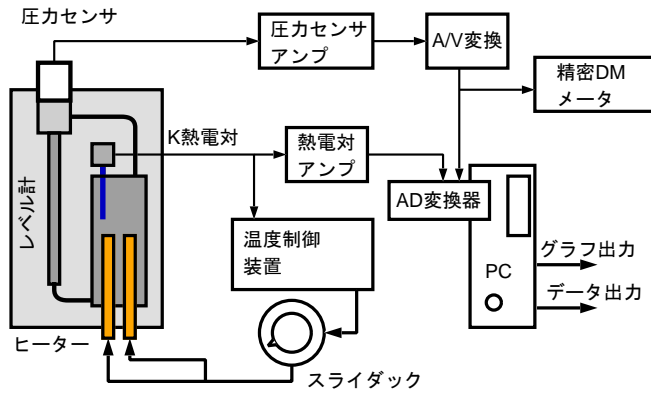 圧力センサ
圧力センサ
アンプ
A/V変換
精密DM
メータ
K熱電対
熱電対
アンプ
AD変換器
レベル計
温度制御
装置
PC
グラフ出力
データ出力
ヒーター
スライダック